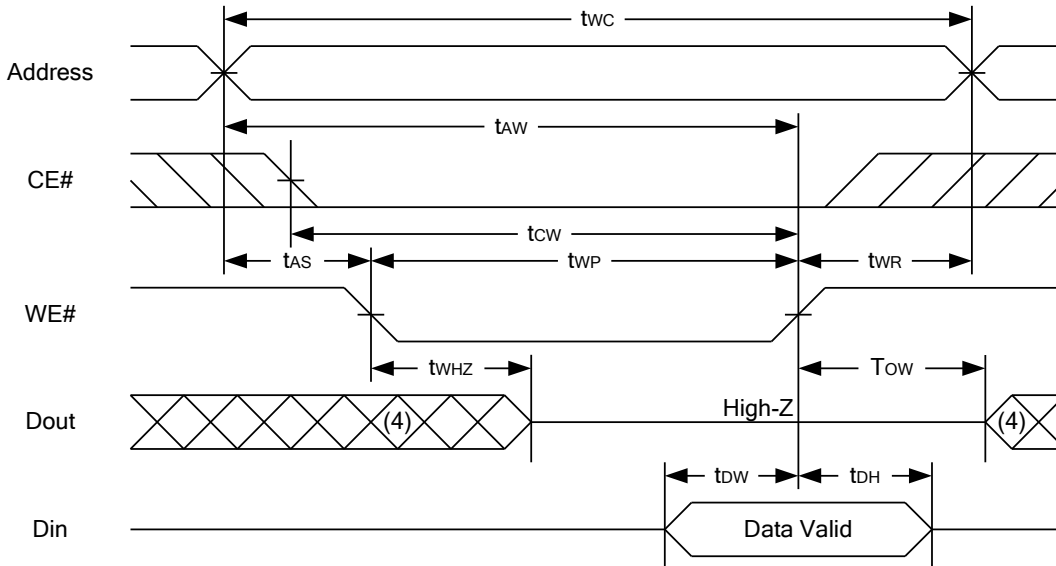 tWC
Address
tAW
CE#
tCW
tAS
tWP
tWR
WE#
tWHZ
TOW
Dout
(4)
High-Z
(4)
tDW
tDH
Din
Data Valid